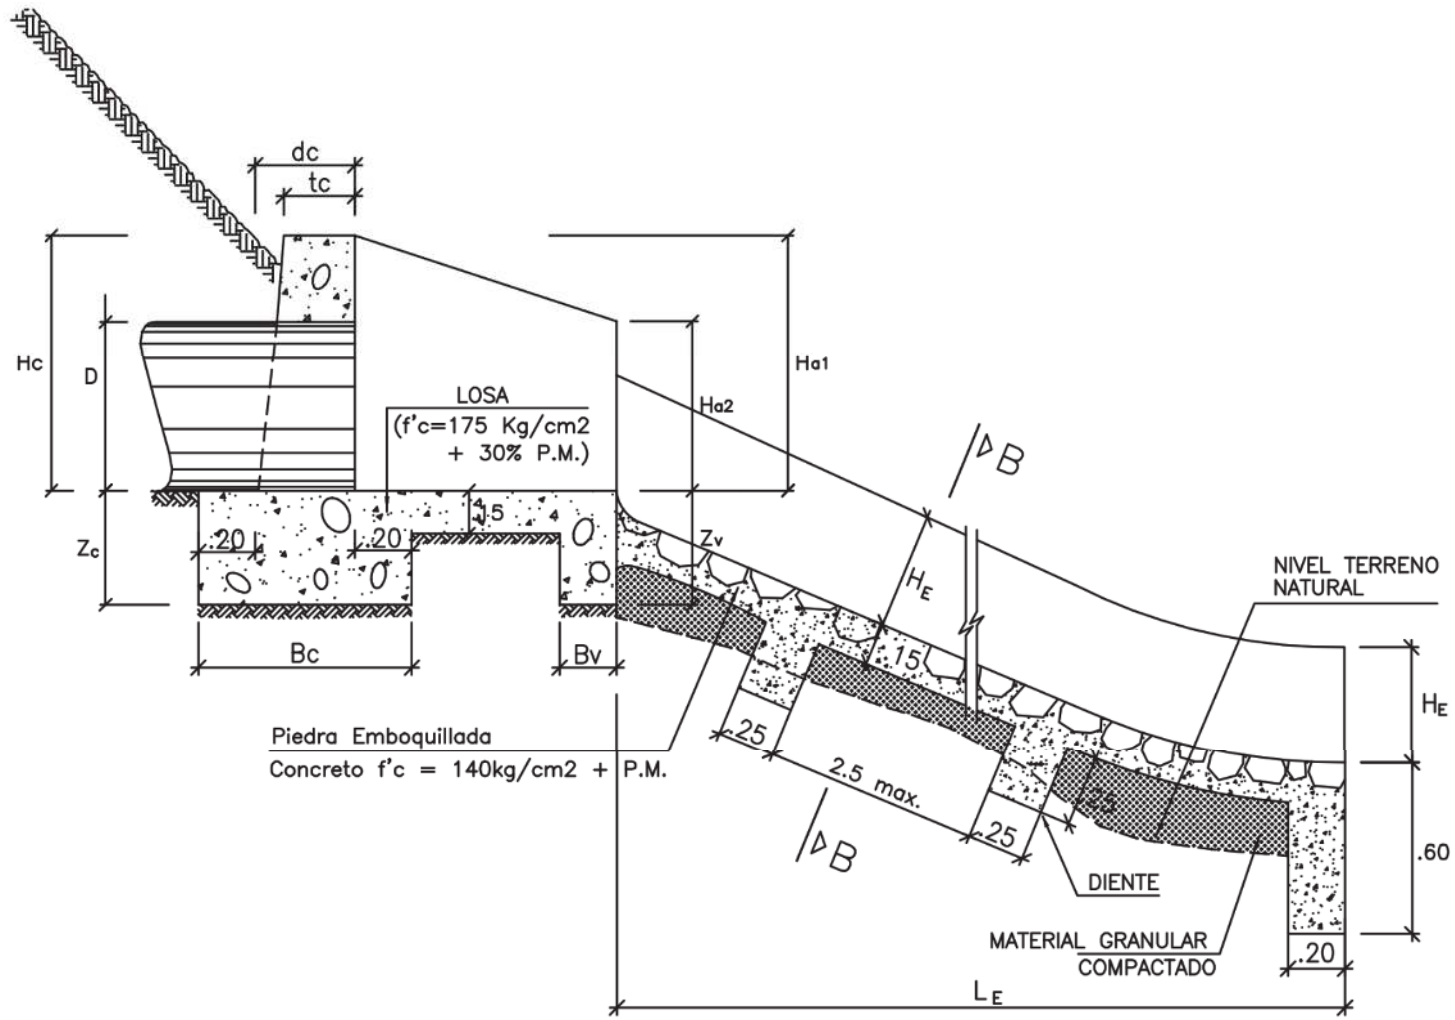 dc
tc
Hc
D
Ha1
LOSA
(f'c=175 Kg/cm2
+ 30% P.M.)
Ha2
B
.15
.20
.20
Zc
Zv
HE
NIVEL TERRENO
NATURAL
Bc
Bv
.15
HE
Piedra Emboquillada
Concreto f'c = 140kg/cm2 + P.M.
.25
2.5 max.
.25
.25
B
.60
DIENTE
MATERIAL GRANULAR
COMPACTADO
.20
LE